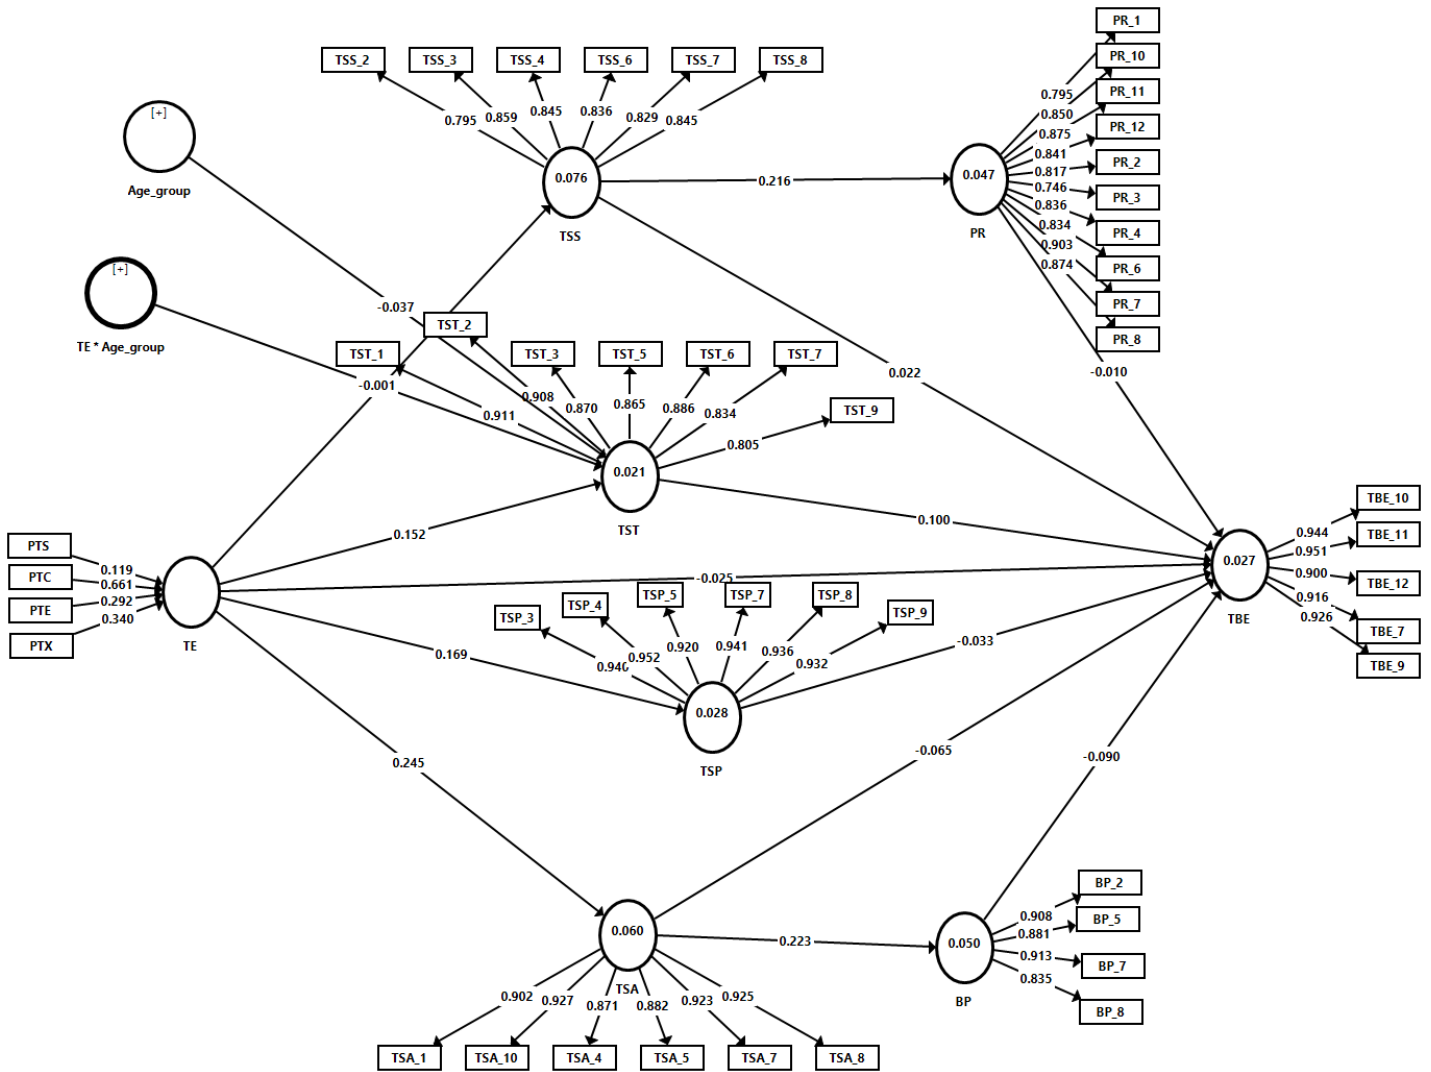 PR_1
TSS_2 TSS_3 TSS_4 TSS_6 TSS_7 TSS_8 PR_10
PR_11
0.795
[+]
0.795 0.859 0.845 0.836 0.829 0.845
0.850
PR_12
0.875
0.841
PR_2
0.817
0.076
0.216
0.047
0.746
PR_3
Age_group
0.836
0.834
PR_4
TSS
PR
0.903
0.874
PR_6
[+]
PR_7
-0.037
TST_2
PR_8
TE * Age_group
TST_1 TST_3 TST_5 TST_6 TST_7
0.022
-0.010
-0.001
0.908
0.911 0.870 0.865 0.886 0.834
TST_9
0.805
0.021
TST
TBE_10
0.100
0.944
TBE_11
0.951
0.152
PTS
0.119
PTC
0.661
0.292
PTE
0.340
PTX
TE
-0.025
0.027
0.900
TBE_12
0.916
0.926
TBE_7
TBE
TBE_9
TSP_3 TSP_4 TSP_5 TSP_7 TSP_8 TSP_9
0.940 0.952 0.920 0.941 0.936 0.932
-0.033
0.169
0.028
TSP
0.245
-0.065
-0.090
BP_2
0.908
BP_5
0.881
0.060
0.223
0.050
0.913
BP_7
0.835
TSA
BP
BP_8
0.902 0.927 0.871 0.882 0.923 0.925
TSA_1 TSA_10 TSA_4 TSA_5 TSA_7 TSA_8